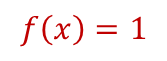 f(x) = 1